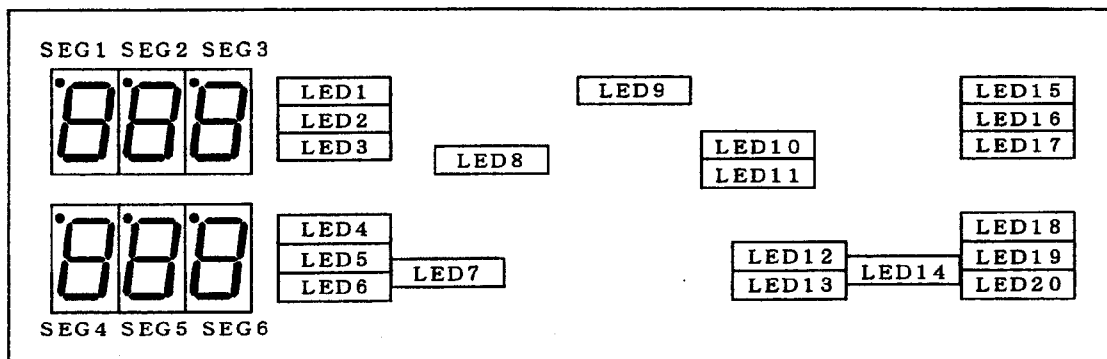 SEG1 SEG2 SEG3
LED1
LED2
LED3
LED8
LED9
LED10
LED11
LED15
LED16
LED17
LED4
LED5
LED6
LED7
LED12
LED13
LED14
LED18
LED19
LED20
SEG4 SEG5 SEG6